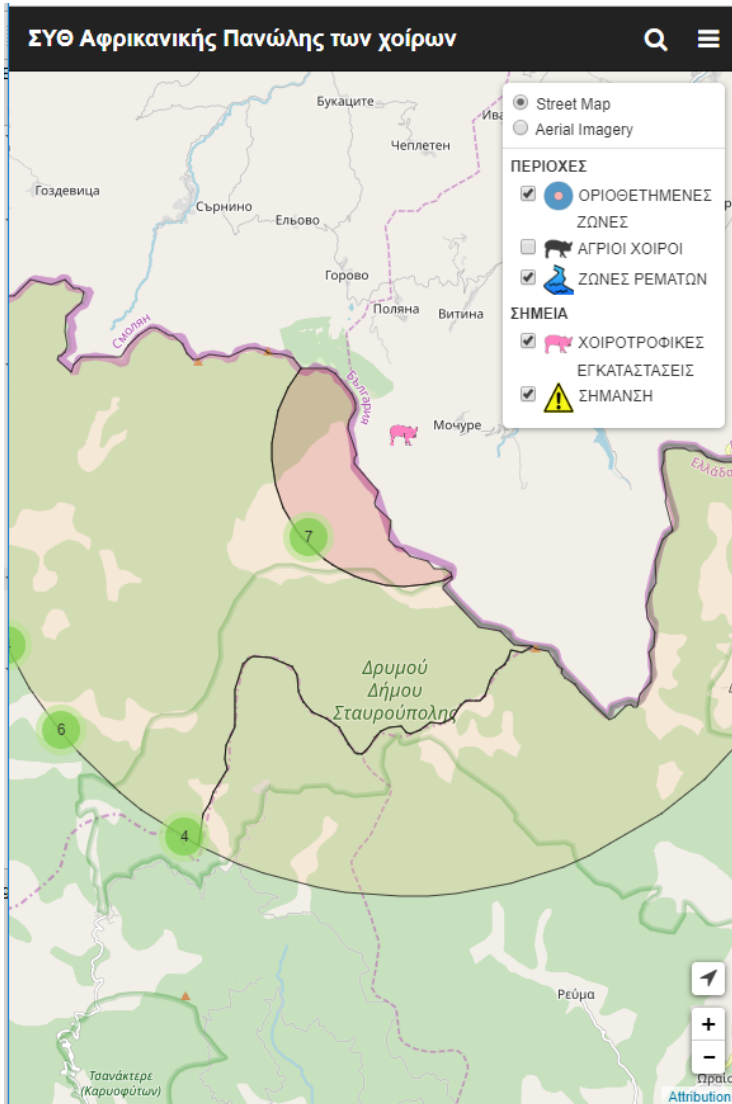 ΣΥΘ Αφρικανικής Πανώλης των χοίρων
Street Map
Aerial Imagery
ΠΕΡΙΟΧΕΣ
ΟΡΙΟΘΕΤΗΜΕΝΕΣ
ΖΩΝΕΣ
ΑΓΡΙΟΙ ΧΟΙΡΟΙ
ΖΩΝΕΣ ΡΕΜΑΤΩΝ
ΣΗΜΕΙΑ
ΧΟΙΡΟΤΡΟΦΙΚΕΣ
ΕΓΚΑΤΑΣΤΑΣΕΙΣ
ΣΗΜΑΝΣΗ
Букаците
Чеплетен
Гоздевица
Сърнино
Ельово
Горово
Поляна
Витина
Смолян
България
Мочуре
Ελλάδα
7
Δρυμού
Δήμου
Σταυρούπολης
6
4
Ρεύμα
Τσανάκτερε
(Καρυοφύτων)
+
−
Attribution